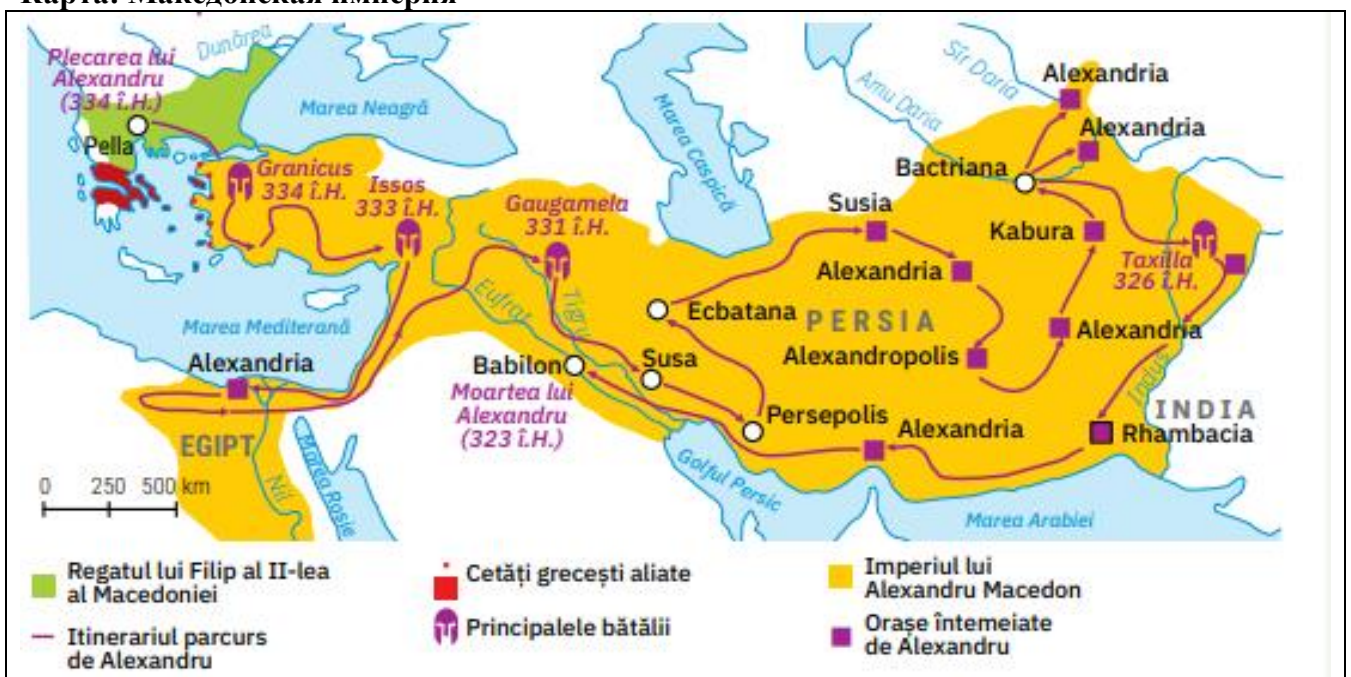 Карта: Македонская империя
Plecarea lui
Alexandru
(334 î.H.)
Dunărea
Pella
Marea Neagră
Granicus
334 î.H.
Issos
333 î.H.
Gaugamela
331 î.H.
Marea Caspică
Amu Daria
Sîr Daria
Alexandria
Alexandria
Bactriana
Susia
Kabura
Taxilla
326 î.H.
Alexandria
Alexandria
Ecbatana
PERSIA
Alexandropolis
Eufrat
Tigru
Marea Mediterană
Alexandria
Babilon
Susa
Moartea lui
Alexandru
(323 î.H.)
Persepolis
Alexandria
Indus
INDIA
Rhambacia
EGIPT
Nil
Marea Roșie
Golful Persic
Marea Arabiei
0 250 500 km
Regatul lui Filip al II-lea
al Macedoniei
Itinerariul parcurs
de Alexandru
Cetăți grecești aliate
Principalele bătălii
Imperiul lui
Alexandru Macedon
Orașe întemeiate
de Alexandru